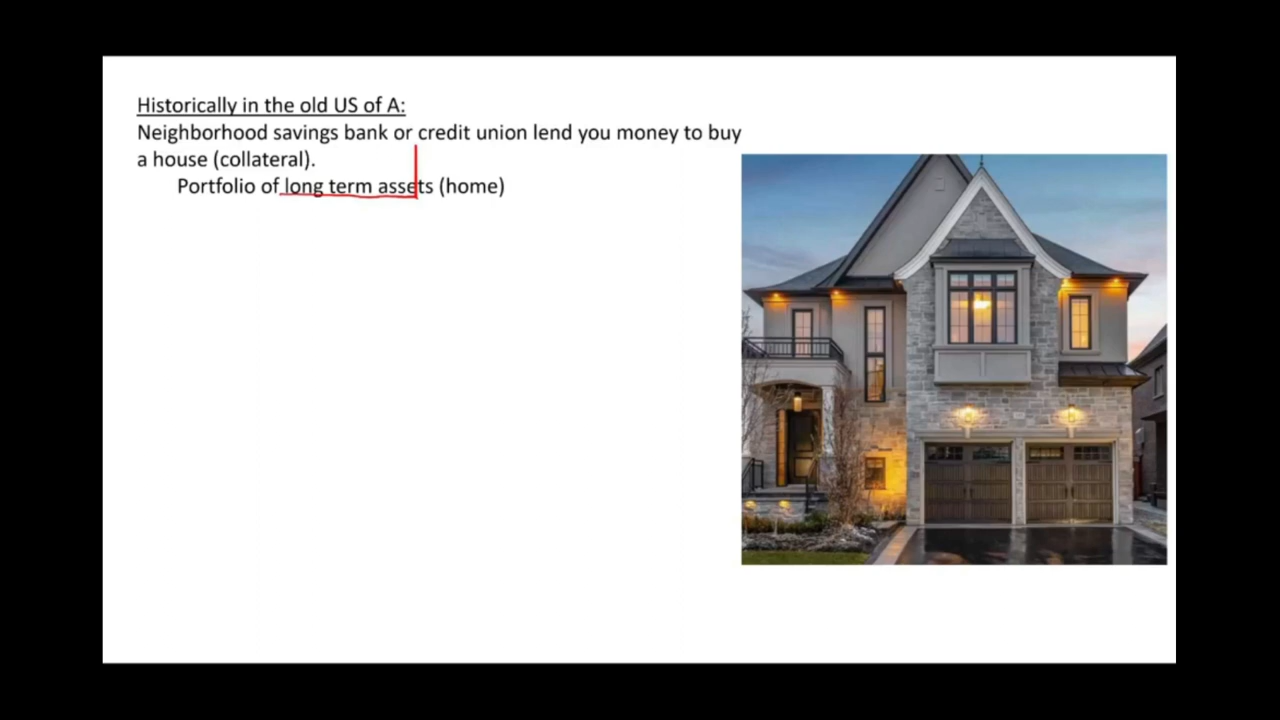 Historically in the old US of A:
Neighborhood savings bank or credit union lend you money to buy
a house (collateral).
Portfolio of long term assets (home)